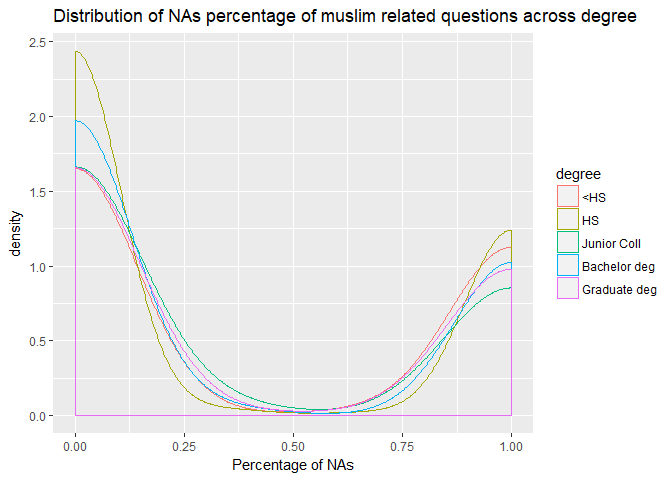 Distribution of NAs percentage of muslim related questions across degree
2.5
2.0
1.5
1.0
0.5
0.0
density
0.00 0.25 0.50 0.75 1.00
Percentage of NAs
degree
<HS
HS
Junior Coll
Bachelor deg
Graduate deg